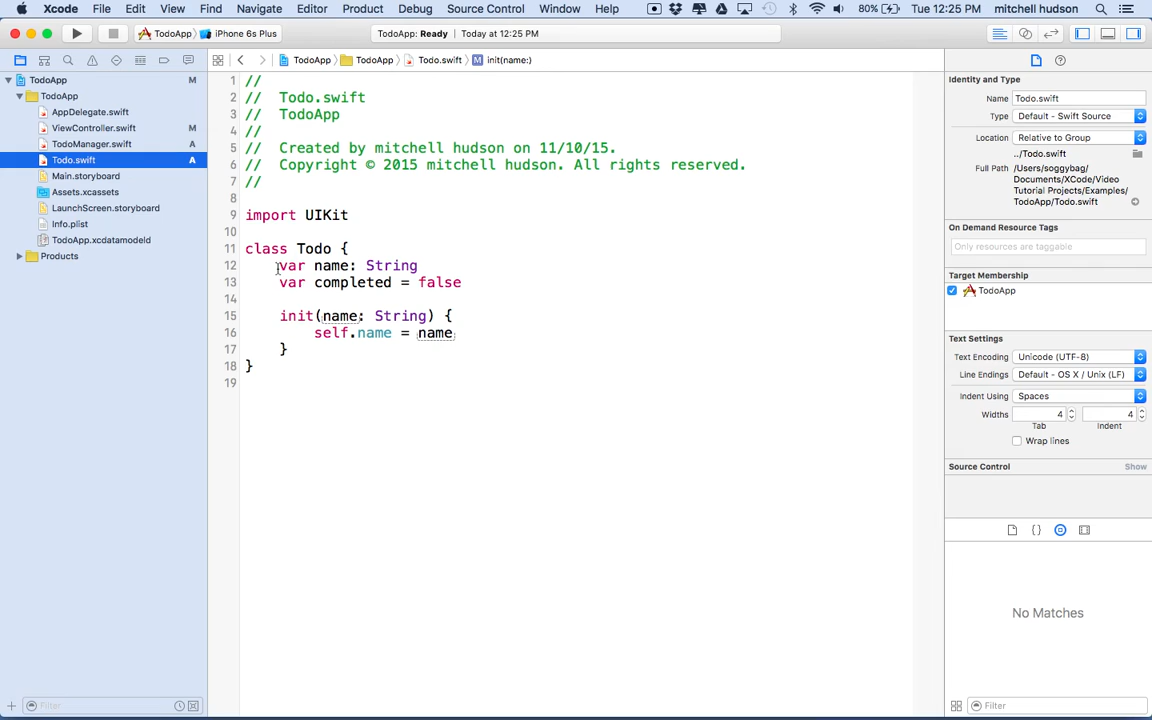 Xcode File Edit View Find Navigate Editor Product Debug Source Control Window Help 80% Tue 12:25 PM mitchell hudson
TodoApp iPhone 6s Plus TodoApp: Ready Today at 12:25 PM
TodoApp TodoApp Todo.swift M init(name:)
TodoApp M
TodoApp
AppDelegate.swift
ViewController.swift M
TodoManager.swift A
Todo.swift A
Main.storyboard
Assets.xcassets
LaunchScreen.storyboard
Info.plist
TodoApp.xcdatamodeld
Products
Filter
1 //
2 // Todo.swift
3 // TodoApp
4 //
5 // Created by mitchell hudson on 11/10/15.
6 // Copyright © 2015 mitchell hudson. All rights reserved.
7 //
8
9 import UIKit
10
11 class Todo {
12 var name: String
13 var completed = false
14
15 init(name: String) {
16 self.name = name
17 }
18 }
19
Identity and Type
Name Todo.swift
Type Default - Swift Source
Location Relative to Group
../Todo.swift
Full Path /Users/soggybag/
Documents/XCode/Video
Tutorial Projects/Examples/
TodoApp/Todo.swift
On Demand Resource Tags
Only resources are taggable
Target Membership
TodoApp
Text Settings
Text Encoding Unicode (UTF-8)
Line Endings Default - OS X / Unix (LF)
Indent Using Spaces
Widths 4 4
Tab Indent
Wrap lines
Source Control Show
{ }
No Matches
Filter